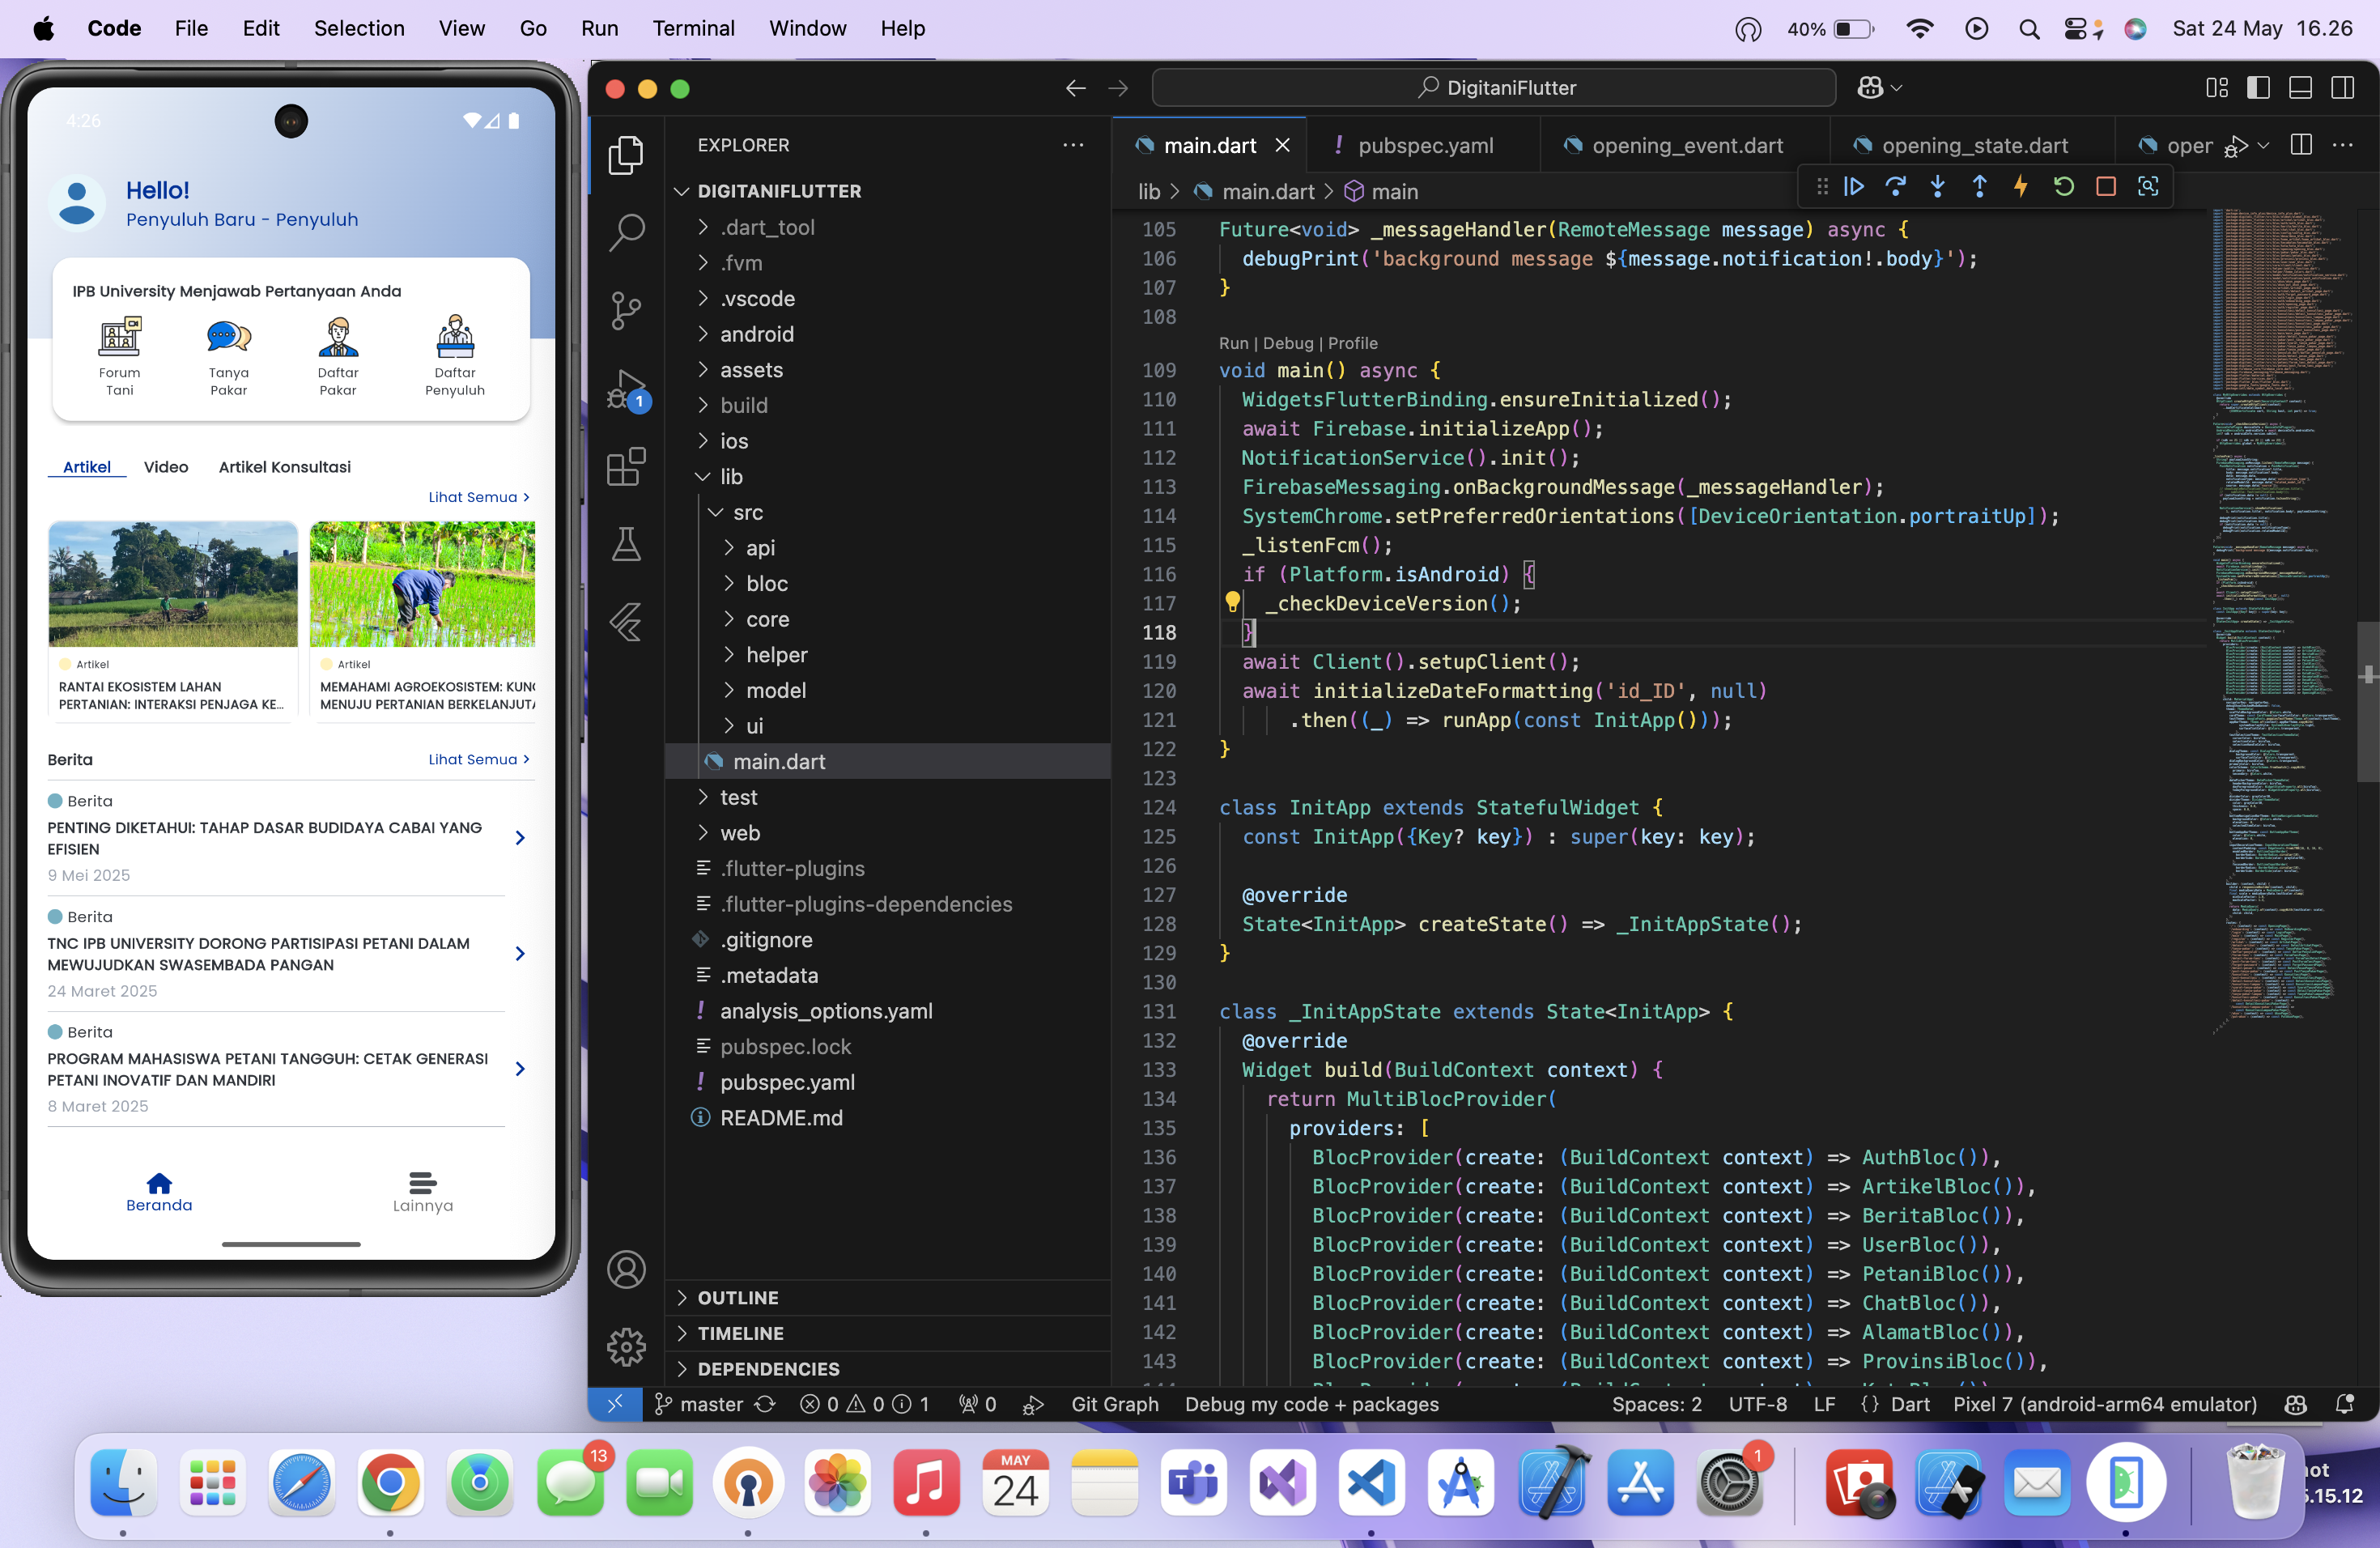 Code File Edit Selection View Go Run Terminal Window Help
40% Sat 24 May 16.26
4:26
Hello!
Penyuluh Baru - Penyuluh
IPB University Menjawab Pertanyaan Anda
Forum
Tani
Tanya
Pakar
Daftar
Pakar
Daftar
Penyuluh
Artikel Video Artikel Konsultasi
Lihat Semua
Artikel
RANTAI EKOSISTEM LAHAN
PERTANIAN: INTERAKSI PENJAGA KE...
Artikel
MEMAHAMI AGROEKOSISTEM: KUNC
MENUJU PERTANIAN BERKELANJUTA
Berita
Lihat Semua
Berita
PENTING DIKETAHUI: TAHAP DASAR BUDIDAYA CABAI YANG
EFISIEN
9 Mei 2025
Berita
TNC IPB UNIVERSITY DORONG PARTISIPASI PETANI DALAM
MEWUJUDKAN SWASEMBADA PANGAN
24 Maret 2025
Berita
PROGRAM MAHASISWA PETANI TANGGUH: CETAK GENERASI
PETANI INOVATIF DAN MANDIRI
8 Maret 2025
Beranda
Lainnya
DigitaniFlutter
1
EXPLORER
DIGITANIFLUTTER
.dart_tool
.fvm
.vscode
android
assets
build
ios
lib
src
api
bloc
core
helper
model
ui
main.dart
test
web
.flutter-plugins
.flutter-plugins-dependencies
.gitignore
.metadata
analysis_options.yaml
pubspec.lock
pubspec.yaml
README.md
OUTLINE
TIMELINE
DEPENDENCIES
main.dart pubspec.yaml opening_event.dart opening_state.dart oper
lib > main.dart > main
105 Future<void> _messageHandler(RemoteMessage message) async {
106 debugPrint('background message ${message.notification!.body}');
107 }
108
Run | Debug | Profile
109 void main() async {
110 WidgetsFlutterBinding.ensureInitialized();
111 await Firebase.initializeApp();
112 NotificationService().init();
113 FirebaseMessaging.onBackgroundMessage(_messageHandler);
114 SystemChrome.setPreferredOrientations([DeviceOrientation.portraitUp]);
115 _listenFcm();
116 if (Platform.isAndroid) {
117 _checkDeviceVersion();
118 }
119 await Client().setupClient();
120 await initializeDateFormatting('id_ID', null)
121 .then((_) => runApp(const InitApp()));
122 }
123
124 class InitApp extends StatefulWidget {
125 const InitApp({Key? key}) : super(key: key);
126
127 @override
128 State<InitApp> createState() => _InitAppState();
129 }
130
131 class _InitAppState extends State<InitApp> {
132 @override
133 Widget build(BuildContext context) {
134 return MultiBlocProvider(
135 providers: [
136 BlocProvider(create: (BuildContext context) => AuthBloc()),
137 BlocProvider(create: (BuildContext context) => ArtikelBloc()),
138 BlocProvider(create: (BuildContext context) => BeritaBloc()),
139 BlocProvider(create: (BuildContext context) => UserBloc()),
140 BlocProvider(create: (BuildContext context) => PetaniBloc()),
141 BlocProvider(create: (BuildContext context) => ChatBloc()),
142 BlocProvider(create: (BuildContext context) => AlamatBloc()),
143 BlocProvider(create: (BuildContext context) => ProvinsiBloc()),
master 0 0 1 0 Git Graph Debug my code + packages Spaces: 2 UTF-8 LF {} Dart Pixel 7 (android-arm64 emulator)
13
MAY
24
1
5.15.12